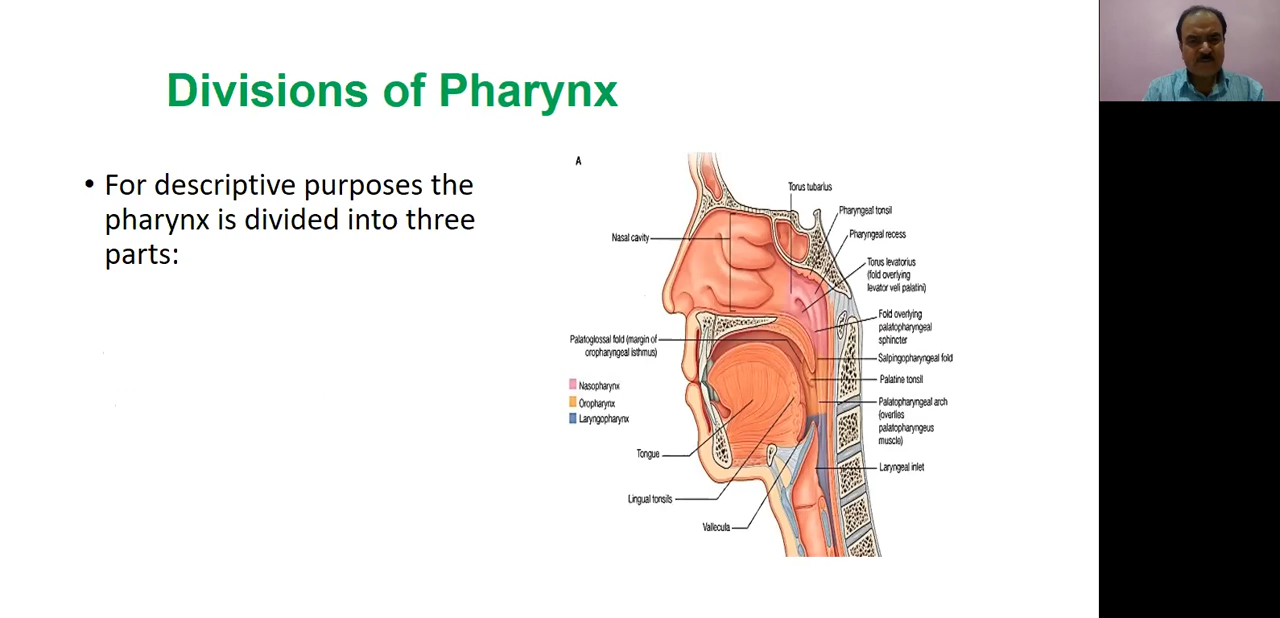 Divisions of Pharynx
• For descriptive purposes the
pharynx is divided into three
parts:
A
Torus tubarius
Pharyngeal tonsil
Nasal cavity
Pharyngeal recess
Torus levatorius
(fold overlying
levator veli palatini)
Fold overlying
palatopharyngeal
sphincter
Palatoglossal fold (margin of
oropharyngeal isthmus)
Salpingopharyngeal fold
Palatine tonsil
Nasopharynx
Oropharynx
Laryngopharynx
Palatopharyngeal arch
(overlies
palatopharyngeus
muscle)
Tongue
Laryngeal inlet
Lingual tonsils
Vallecula